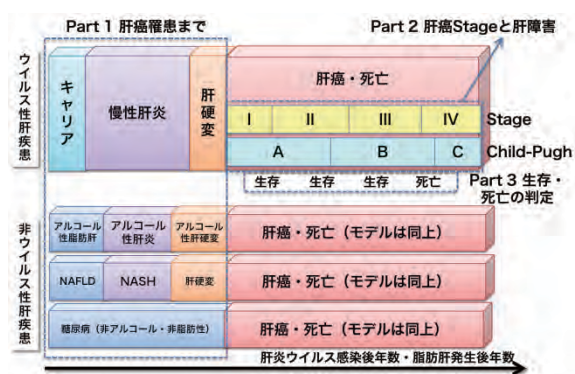 Part 1 肝癌罹患まで
Part 2 肝癌Stageと肝障害
ウイルス性肝疾患
キャリア
慢性肝炎
肝硬変
肝癌・死亡
I II III IV Stage
A B C Child-Pugh
生存 生存 生存 死亡
Part 3 生存・
死亡の判定
非ウイルス性肝疾患
アルコール
性脂肪肝
アルコール
性肝炎
アルコール
性肝硬変
肝癌・死亡（モデルは同上）
NAFLD
NASH
肝硬変
肝癌・死亡（モデルは同上）
糖尿病（非アルコール・非脂肪性）
肝癌・死亡（モデルは同上）
肝炎ウイルス感染後年数・脂肪肝発生後年数